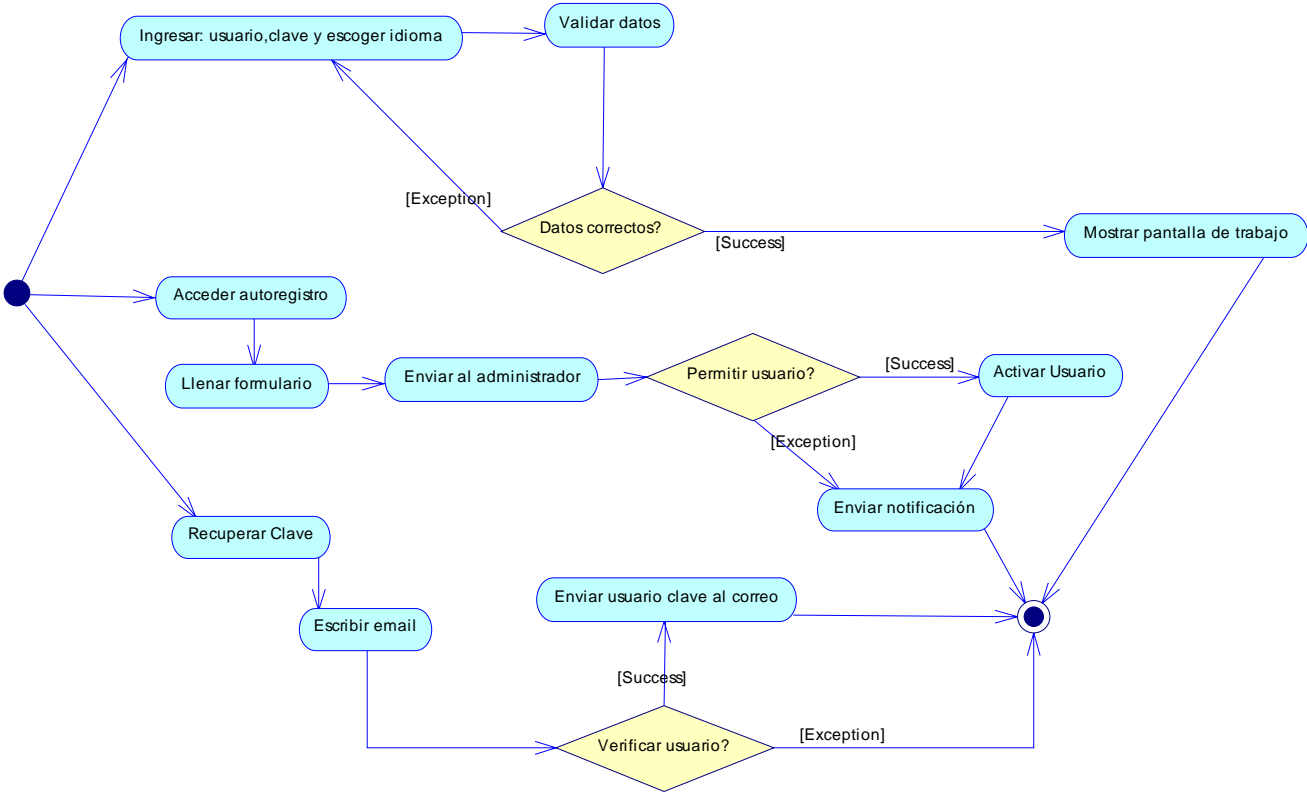 Ingresar: usuario,clave y escoger idioma
Validar datos
[Exception]
Datos correctos?
[Success]
Mostrar pantalla de trabajo
Acceder autoregistro
Llenar formulario
Enviar al administrador
Permitir usuario?
[Success]
Activar Usuario
[Exception]
Enviar notificación
Recuperar Clave
Escribir email
Enviar usuario clave al correo
[Success]
Verificar usuario?
[Exception]